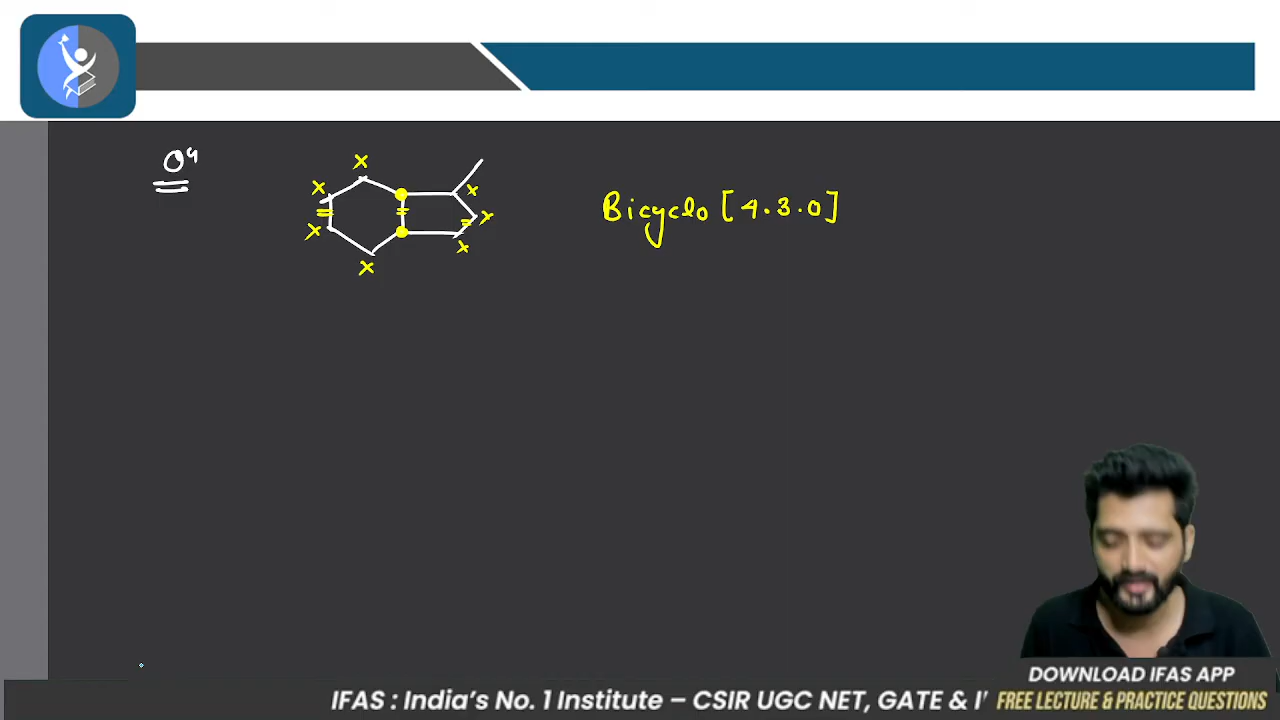 Q4
Bicyclo [4.3.0]
x x x x x x x
DOWNLOAD IFAS APP
IFAS : India's No. 1 Institute – CSIR UGC NET, GATE & I
FREE LECTURE & PRACTICE QUESTIONS